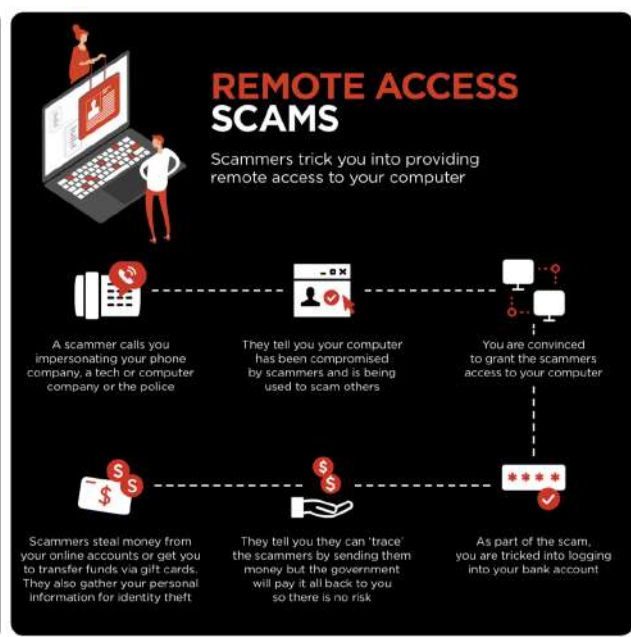 REMOTE ACCESS
SCAMS
Scammers trick you into providing
remote access to your computer
A scammer calls you
impersonating your phone
company, a tech or computer
company or the police
They tell you your computer
has been compromised
by scammers and is being
used to scam others
You are convinced
to grant the scammers
access to your computer
* * * *
As part of the scam,
you are tricked into logging
into your bank account
$
$
They tell you they can 'trace'
the scammers by sending them
money but the government
will pay it all back to you
so there is no risk
S
S
$
Scammers steal money from
your online accounts or get you
to transfer funds via gift cards.
They also gather your personal
information for identity theft